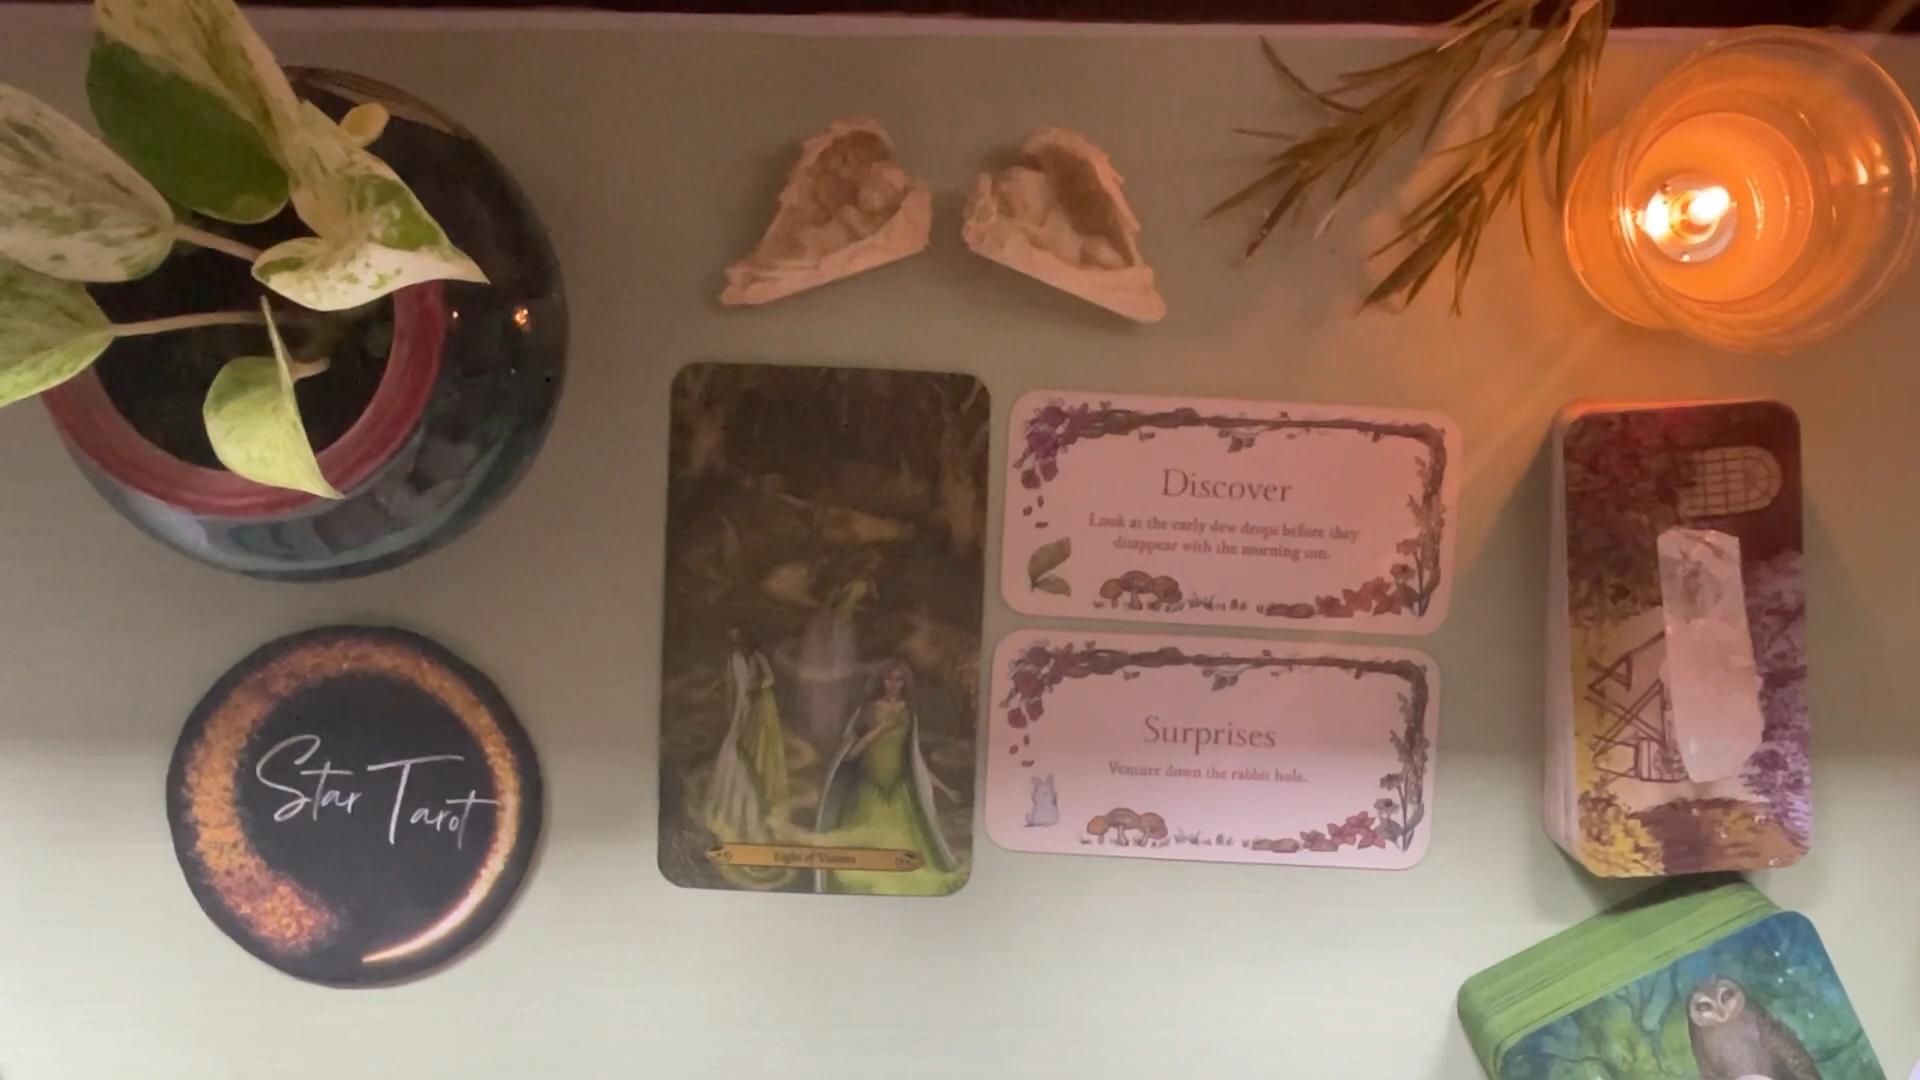 Discover
Look at the early dew drops before they
disappear with the morning sun.
Surprises
Venture down the rabbit hole.
Star Tarot
Eight of Visions